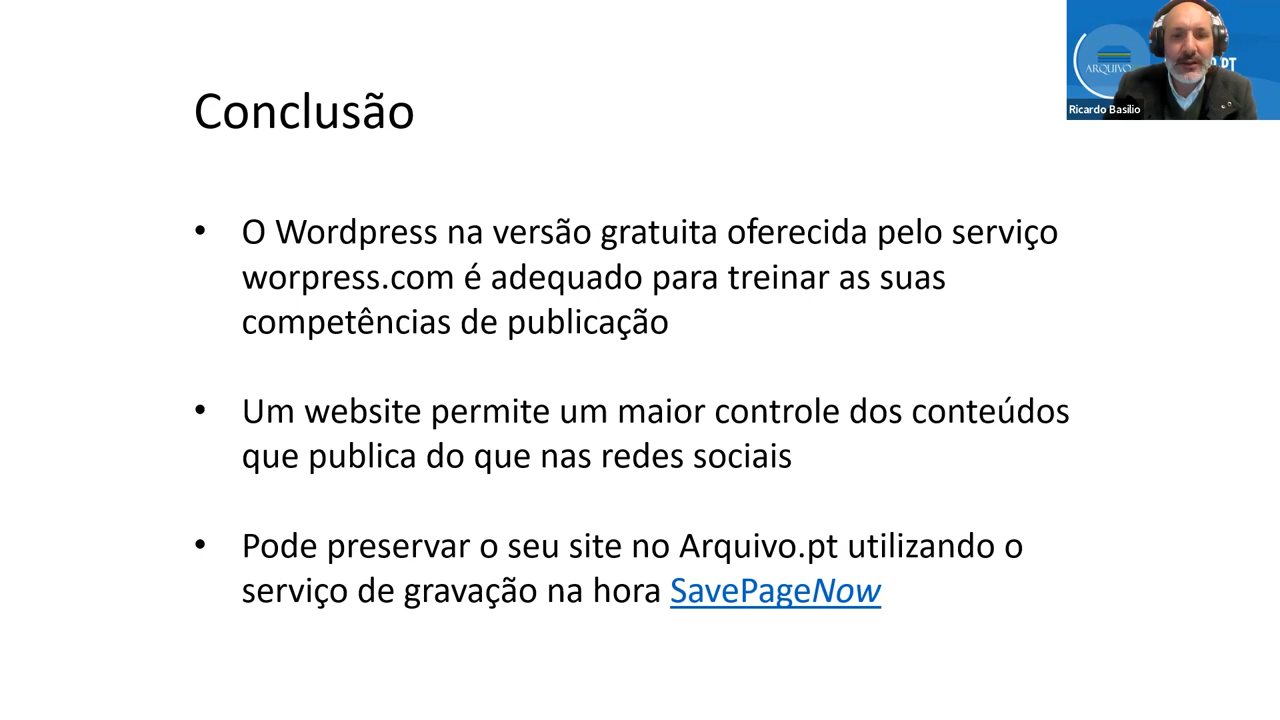 Conclusão
• O Wordpress na versão gratuita oferecida pelo serviço
worpress.com é adequado para treinar as suas
competências de publicação
• Um website permite um maior controle dos conteúdos
que publica do que nas redes sociais
• Pode preservar o seu site no Arquivo.pt utilizando o
serviço de gravação na hora SavePageNow
ARQUIVO
.PT
Ricardo Basílio